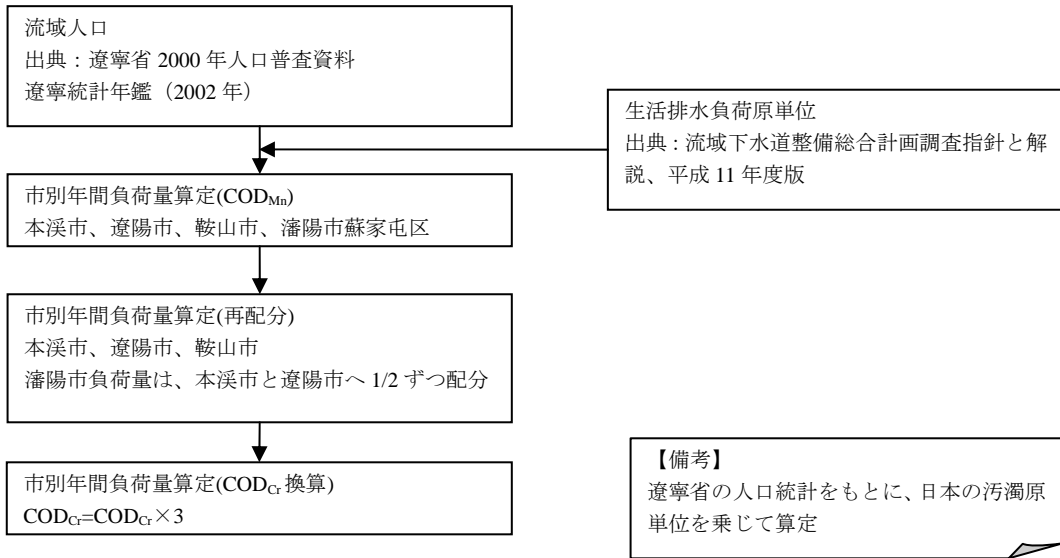 流域人口
出典：遼寧省 2000 年人口普査資料
遼寧統計年鑑（2002 年）
生活排水負荷原単位
出典：流域下水道整備総合計画調査指針と解
説、平成 11 年度版
市別年間負荷量算定(CODMn)
本渓市、遼陽市、鞍山市、瀋陽市蘇家屯区
市別年間負荷量算定(再配分)
本渓市、遼陽市、鞍山市
瀋陽市負荷量は、本渓市と遼陽市へ 1/2 ずつ配分
市別年間負荷量算定(CODCr 換算)
CODCr=CODCr×3
【備考】
遼寧省の人口統計をもとに、日本の汚濁原
単位を乗じて算定